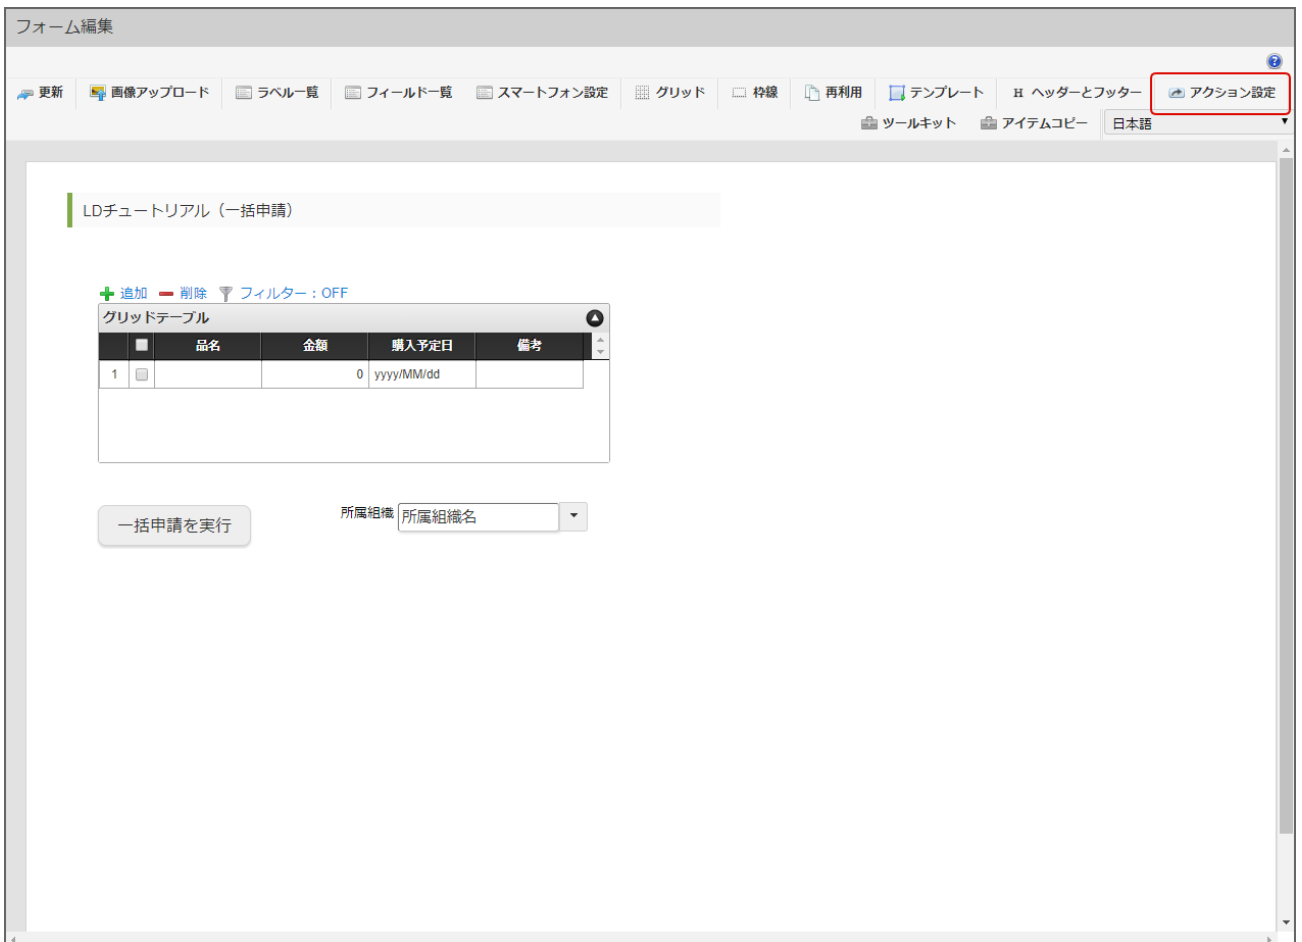 フォーム編集
更新 画像アップロード ラベル一覧 フィールド一覧 スマートフォン設定 グリッド 枠線 再利用 テンプレート H ヘッダーとフッター アクション設定
ツールキット アイテムコピー 日本語
LDチュートリアル（一括申請）
追加 削除 フィルター：OFF
グリッドテーブル
品名 金額 購入予定日 備考
1 0 yyyy/MM/dd
一括申請を実行 所属組織 所属組織名